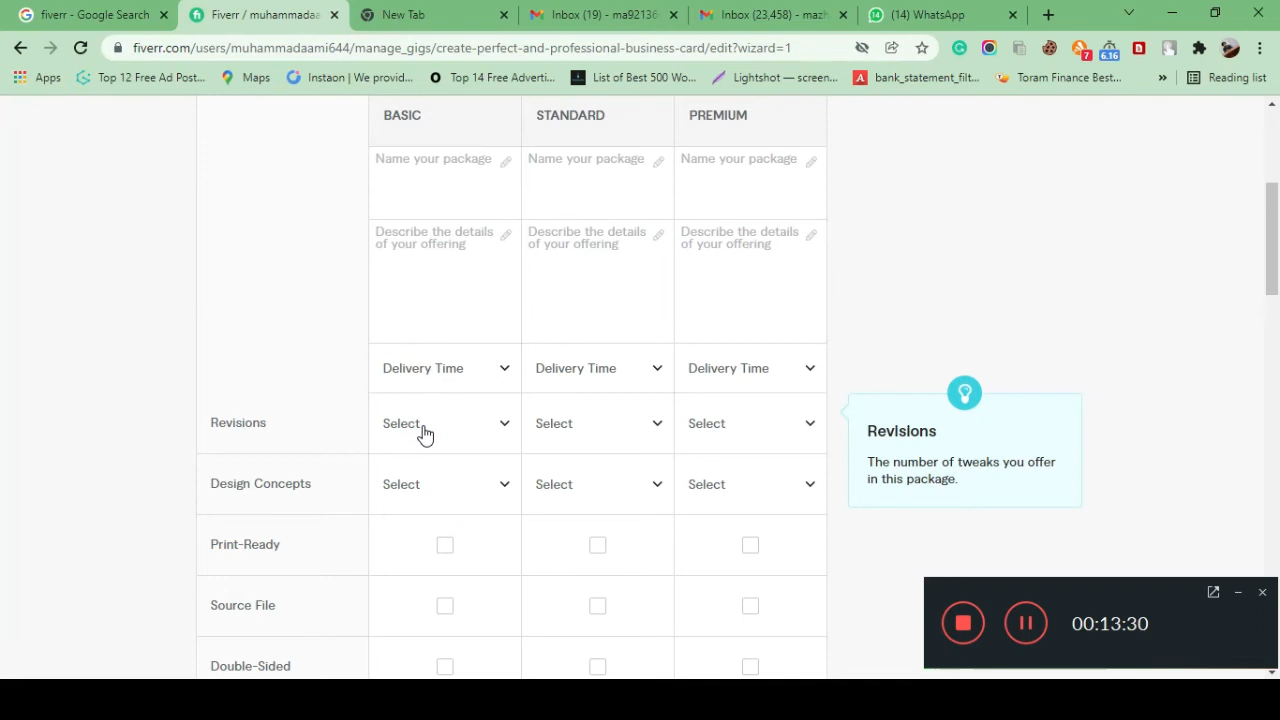 fiverr - Google Search
Fiverr / muhammadaa
New Tab
Inbox (19) - ma92136
Inbox (23,458) - mazh
(14) WhatsApp
fiverr.com/users/muhammadaami644/manage_gigs/create-perfect-and-professional-business-card/edit?wizard=1
7
6.16
Apps
Top 12 Free Ad Post...
Maps
Instaon | We provid...
Top 14 Free Adverti...
List of Best 500 Wo...
Lightshot — screen...
bank_statement_filt...
Toram Finance Best...
»
Reading list
BASIC
STANDARD
PREMIUM
Name your package
Name your package
Name your package
Describe the details
of your offering
Describe the details
of your offering
Describe the details
of your offering
Delivery Time
Delivery Time
Delivery Time
Revisions
Select
Select
Select
Revisions
The number of tweaks you offer
in this package.
Design Concepts
Select
Select
Select
Print-Ready
Source File
00:13:30
Double-Sided